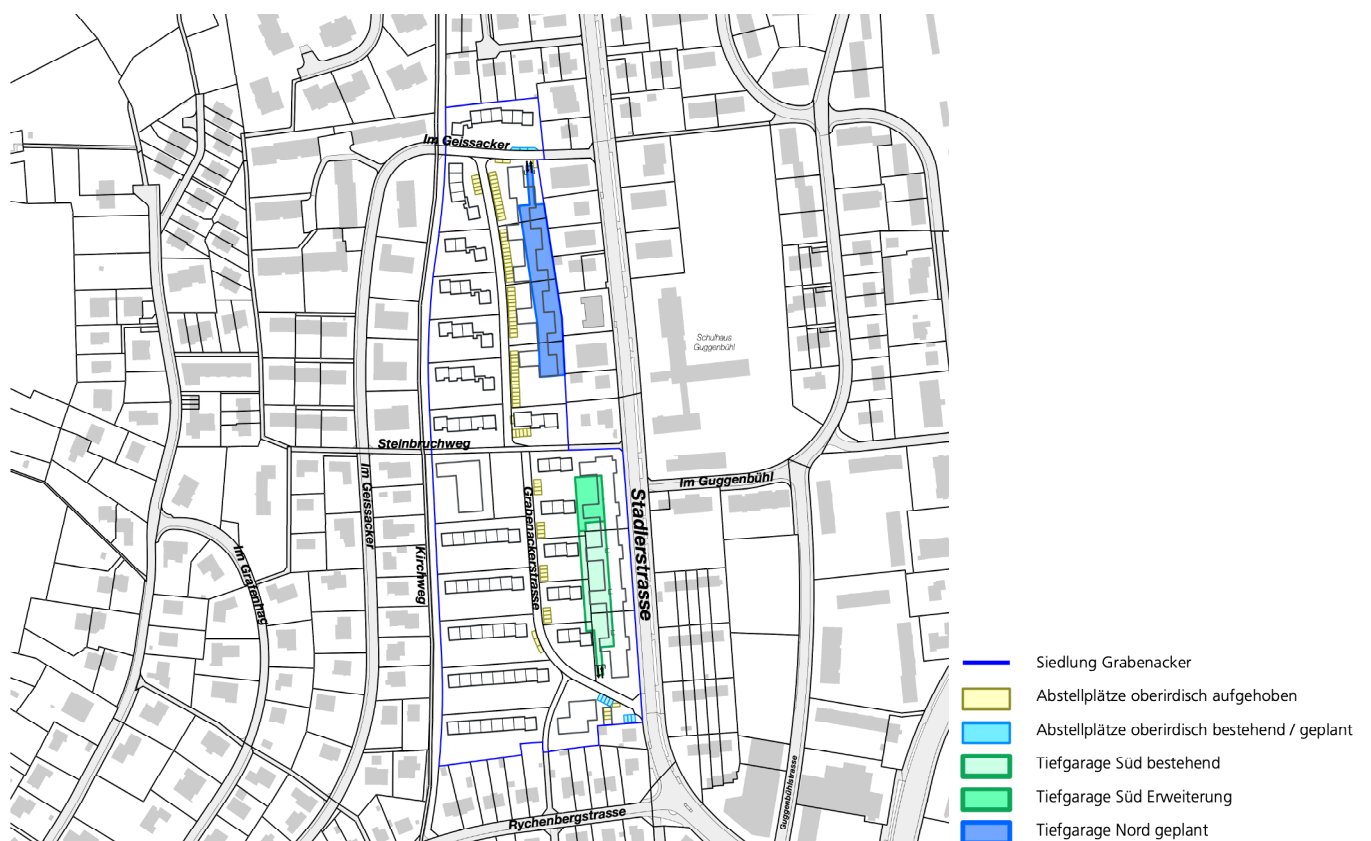 Im Geissacker
Schulhaus
Guggenbühl
Steinbruchweg
Im Guggenbühl
Im Geissacker
Grabenackerstrasse
Stadlerstrasse
Kirchweg
Im Grafenhag
Siedlung Grabenacker
Abstellplätze oberirdisch aufgehoben
Abstellplätze oberirdisch bestehend / geplant
Tiefgarage Süd bestehend
Tiefgarage Süd Erweiterung
Tiefgarage Nord geplant
Guggenbühlstrasse
Rychenbergstrasse